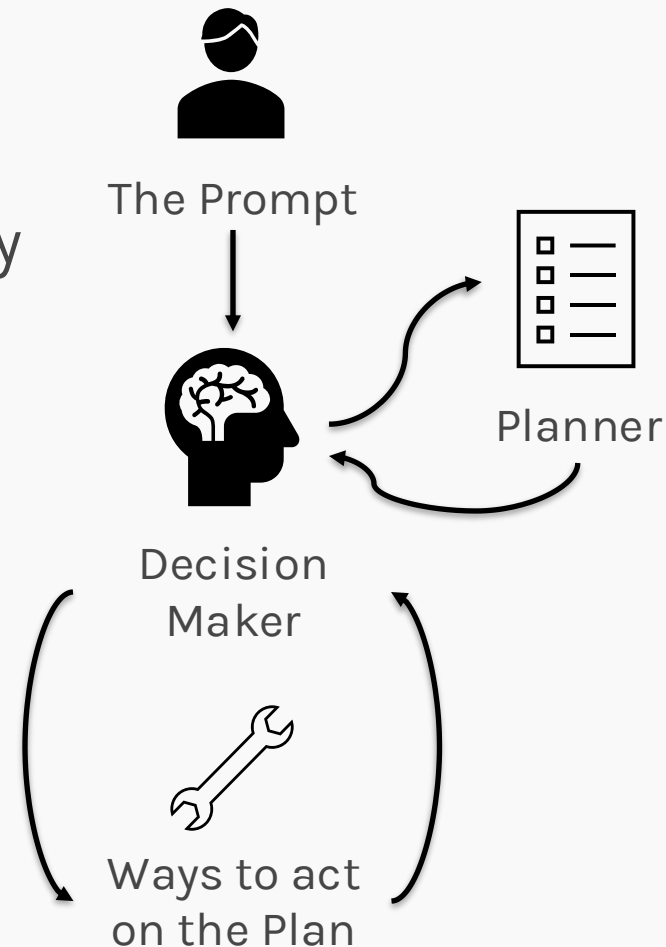 The Prompt
y
Planner
Decision
Maker
Ways to act
on the Plan